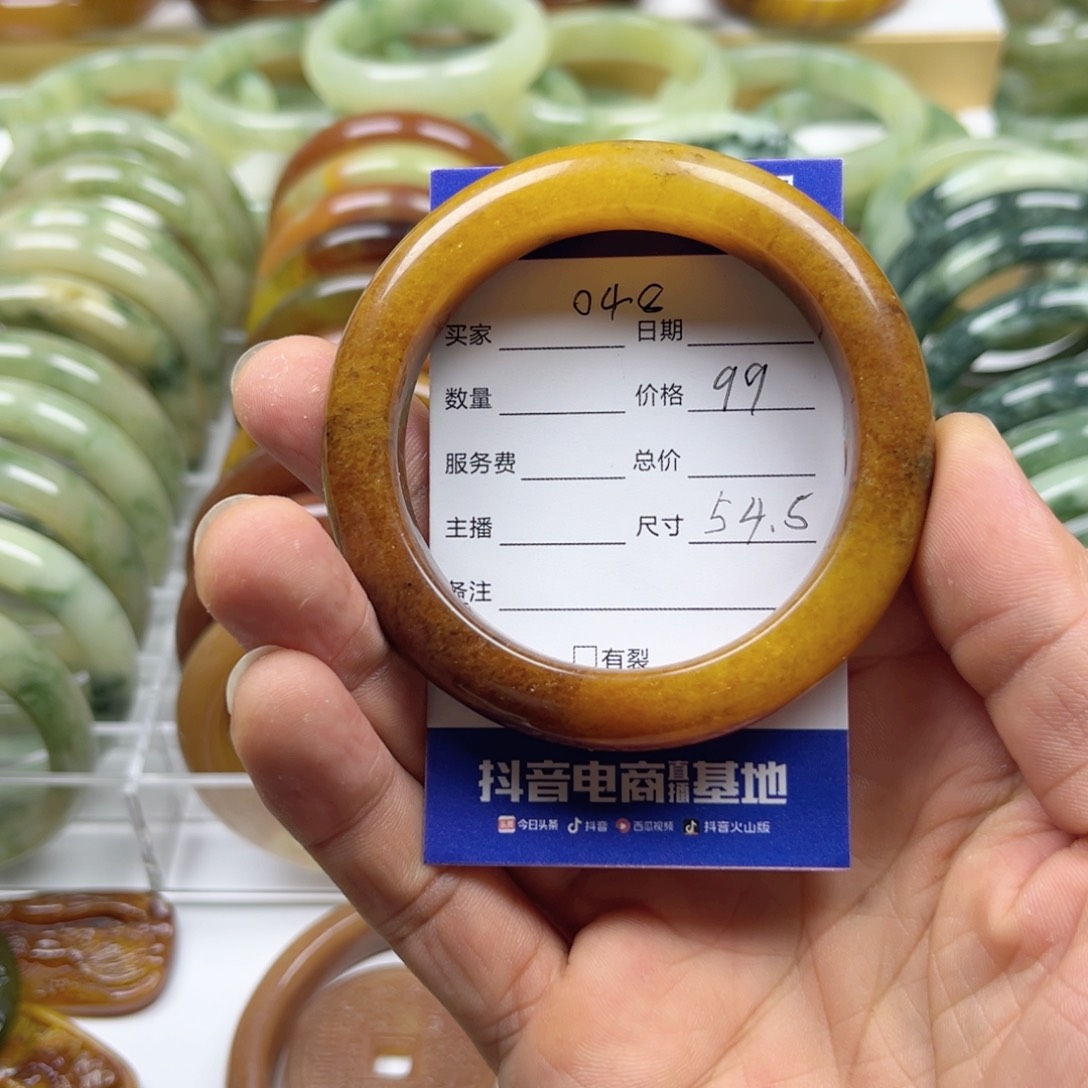 买家 日期
数量 价格 99
服务费 总价
主播 尺寸 54.5
备注
有裂
抖音电商直播基地
今日头条 抖音 西瓜视频 抖音火山版